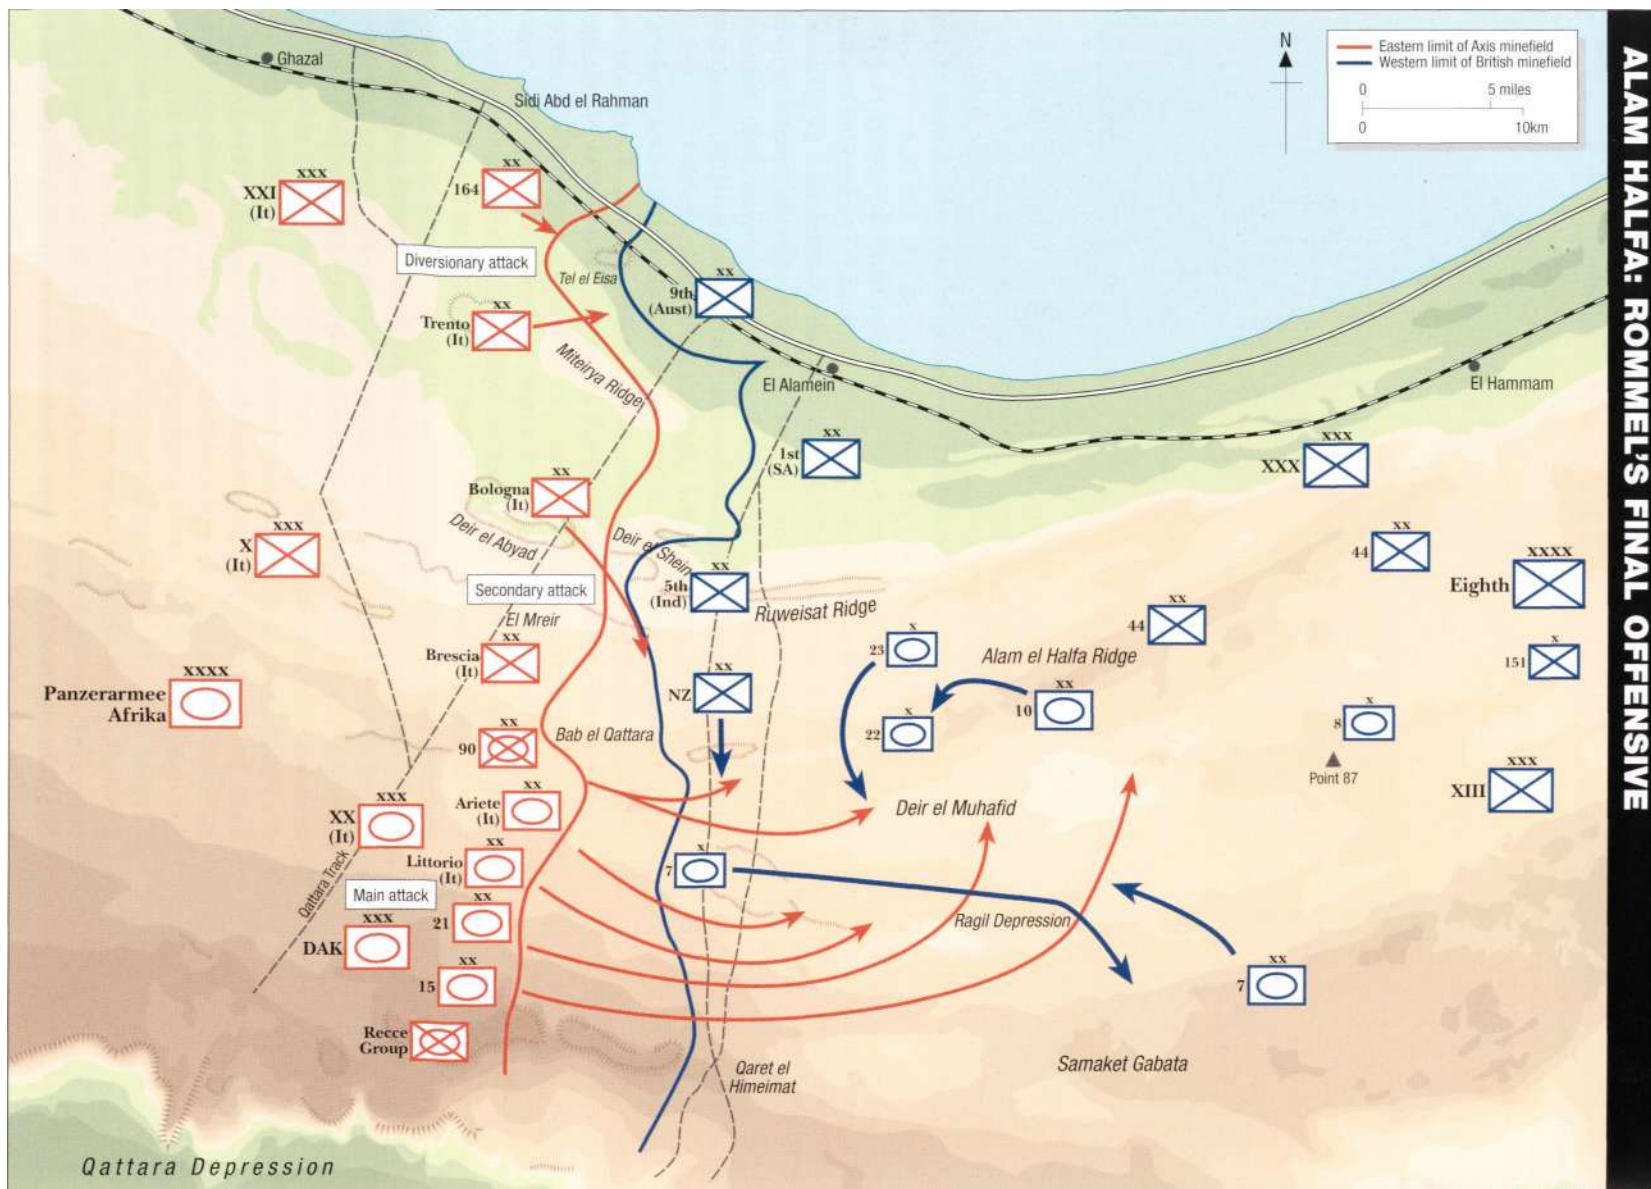 ALAM HALFA: ROMMEL'S FINAL OFFENSIVE
N
Eastern limit of Axis minefield
Western limit of British minefield
0
5 miles
0
10km
Ghazal
Sidi Abd el Rahman
xxx
XXI
(It)
xx
164
Diversionary attack
Tel el Eisa
xx
9th
(Aust)
xx
Trento
(It)
Miteirya Ridge
El Alamein
El Hammam
xx
1st
(SA)
xxx
XXX
xx
Bologna
(It)
Deir el Abyad
Deir el Shein
xxx
X
(It)
xx
44
xxxx
Eighth
Secondary attack
xx
5th
(Ind)
El Mreir
Ruweisat Ridge
xx
44
x
23
Alam el Halfa Ridge
x
151
xx
Brescia
(It)
xxxx
Panzerarmee
Afrika
xx
NZ
xx
10
x
22
x
8
Point 87
xx
90
Bab el Qattara
xxx
XIII
xxx
XX
(It)
xx
Ariete
(It)
Deir el Muhafid
xx
Littorio
(It)
x
7
Qattara Track
Main attack
xx
21
xxx
DAK
Ragil Depression
xx
15
xx
7
Recce
Group
Qaret el
Himeimat
Samaket Gabata
Qattara Depression